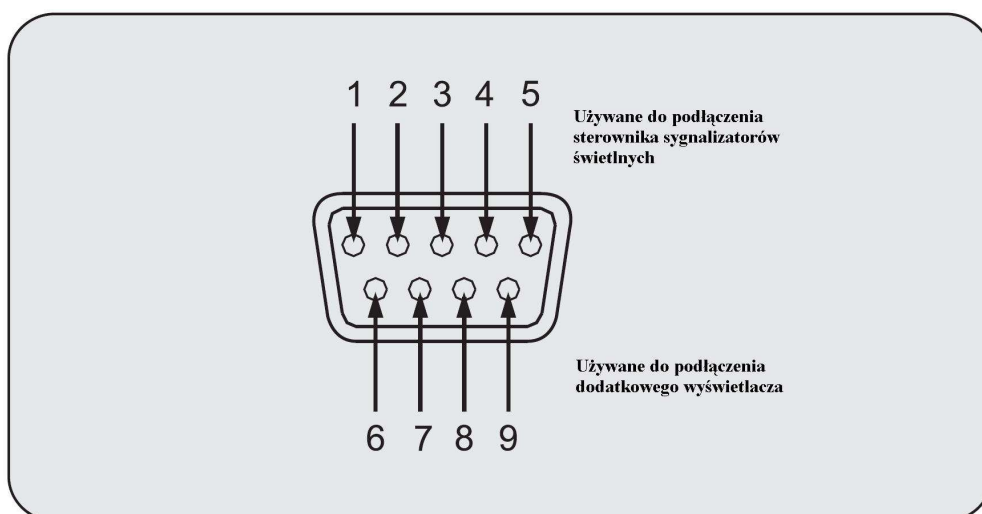 1 2 3 4 5
Używane do podłączenia
sterownika sygnalizatorów
świetlnych
Używane do podłączenia
dodatkowego wyświetlacza
6 7 8 9